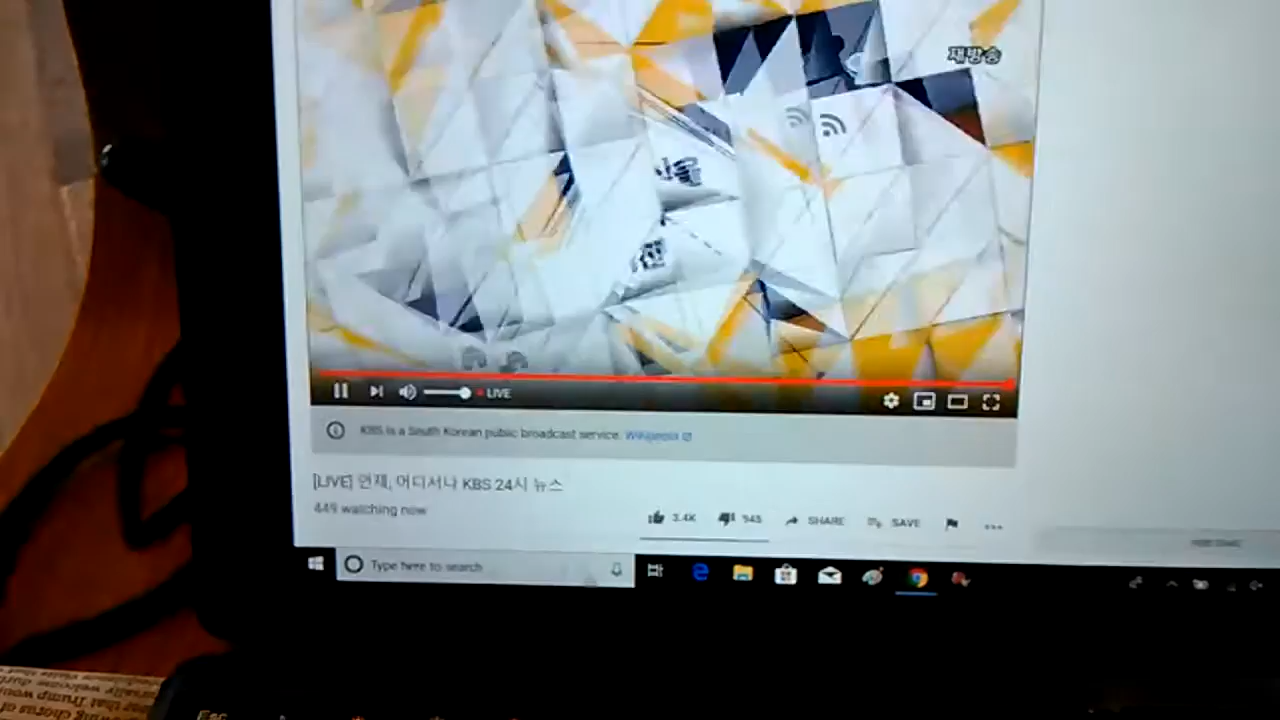 재방송
LIVE
KBS is a South Korean public broadcast service. Wikipedia
[LIVE] 언제, 어디서나 KBS 24시 뉴스
449 watching now
3.4K 945 SHARE SAVE
Type here to search
Esc